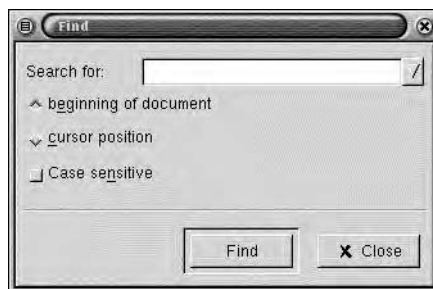 Find
Search for:
beginning of document
cursor position
Case sensitive
Find
Close